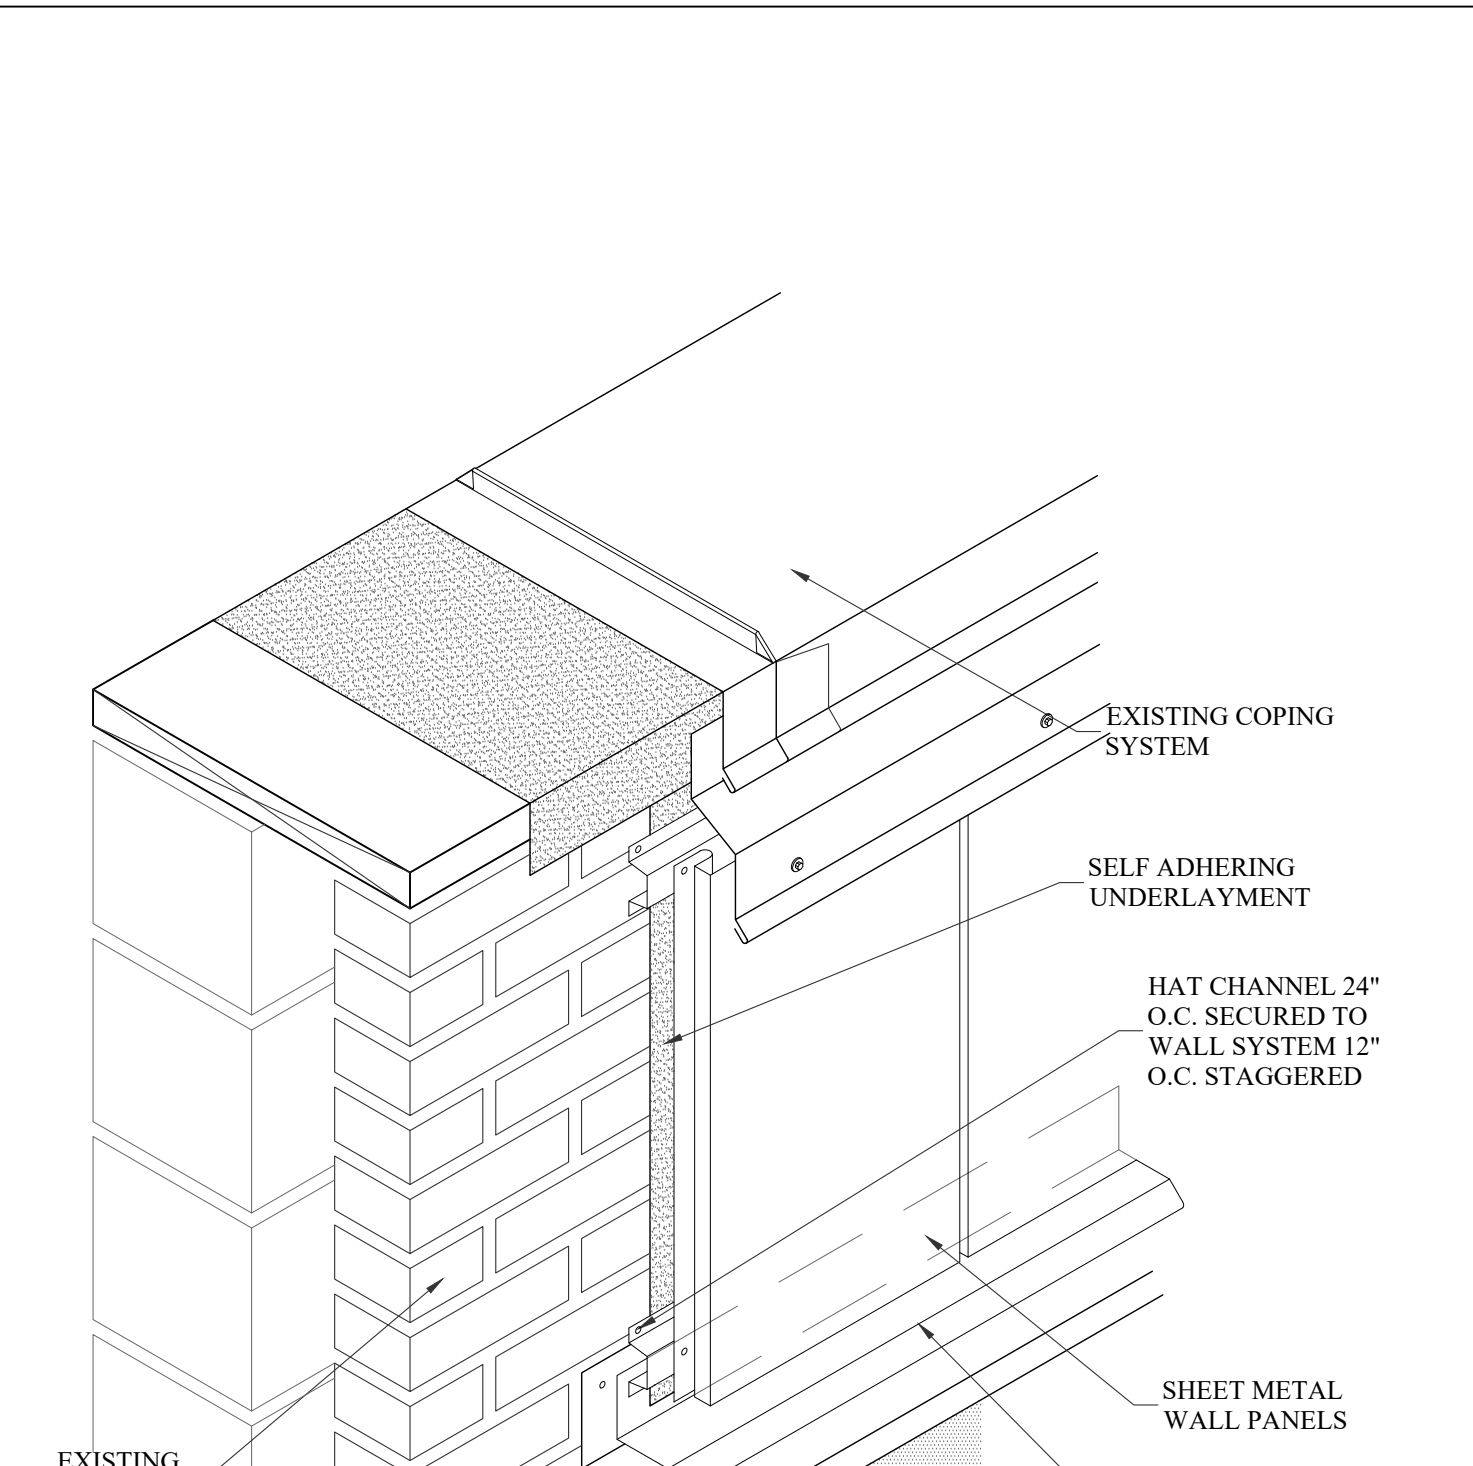 EXISTING COPING
SYSTEM
SELF ADHERING
UNDERLAYMENT
HAT CHANNEL 24"
O.C. SECURED TO
WALL SYSTEM 12"
O.C. STAGGERED
SHEET METAL
WALL PANELS
EXISTING